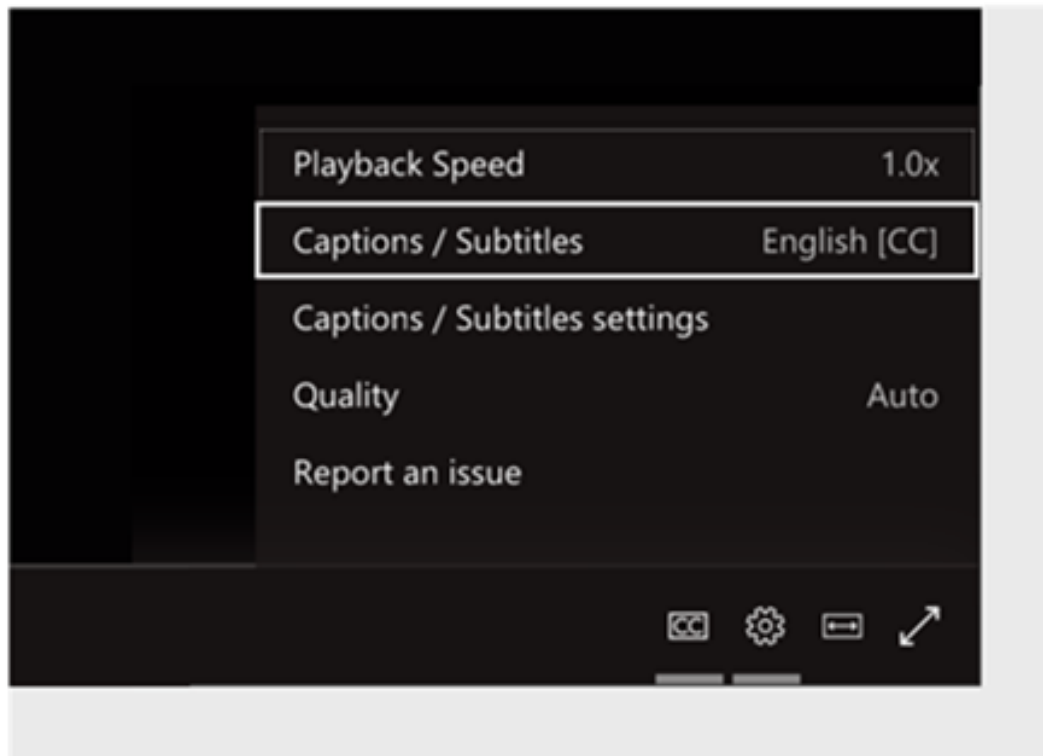 Playback Speed 1.0x
Captions / Subtitles English [CC]
Captions / Subtitles settings
Quality Auto
Report an issue
CC